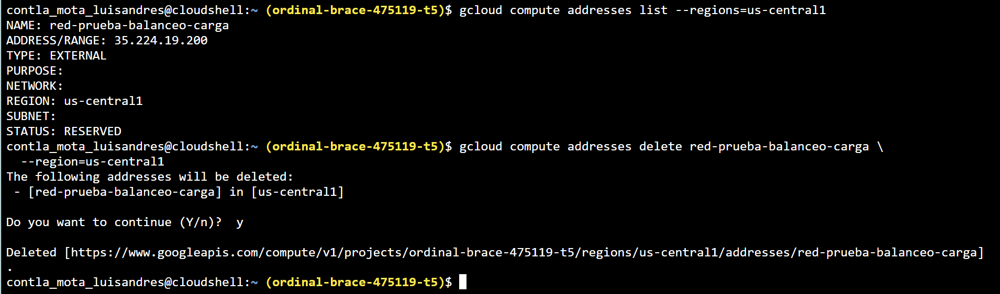 contla_mota_luisandres@cloudshell:~ (ordinal-brace-475119-t5)$ gcloud compute addresses list --regions=us-central1
NAME: red-prueba-balanceo-carga
ADDRESS/RANGE: 35.224.19.200
TYPE: EXTERNAL
PURPOSE:
NETWORK:
REGION: us-central1
SUBNET:
STATUS: RESERVED
contla_mota_luisandres@cloudshell:~ (ordinal-brace-475119-t5)$ gcloud compute addresses delete red-prueba-balanceo-carga \
  --region=us-central1
The following addresses will be deleted:
 - [red-prueba-balanceo-carga] in [us-central1]
Do you want to continue (Y/n)?  y
Deleted [https://www.googleapis.com/compute/v1/projects/ordinal-brace-475119-t5/regions/us-central1/addresses/red-prueba-balanceo-carga]
.
contla_mota_luisandres@cloudshell:~ (ordinal-brace-475119-t5)$